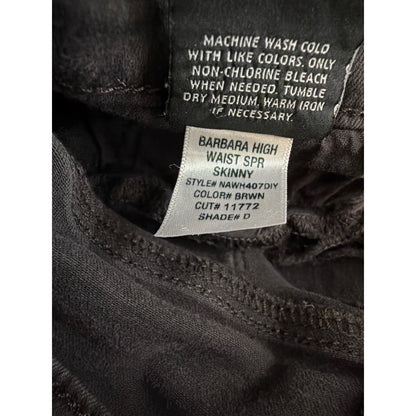 MACHINE WASH COLD
WITH LIKE COLORS. ONLY
NON-CHLORINE BLEACH
WHEN NEEDED. TUMBLE
DRY MEDIUM. WARM IRON
IF NECESSARY.
BARBARA HIGH
WAIST SPR
SKINNY
STYLE# NAWH407DIY
COLOR# BRWN
CUT# 11772
SHADE# D